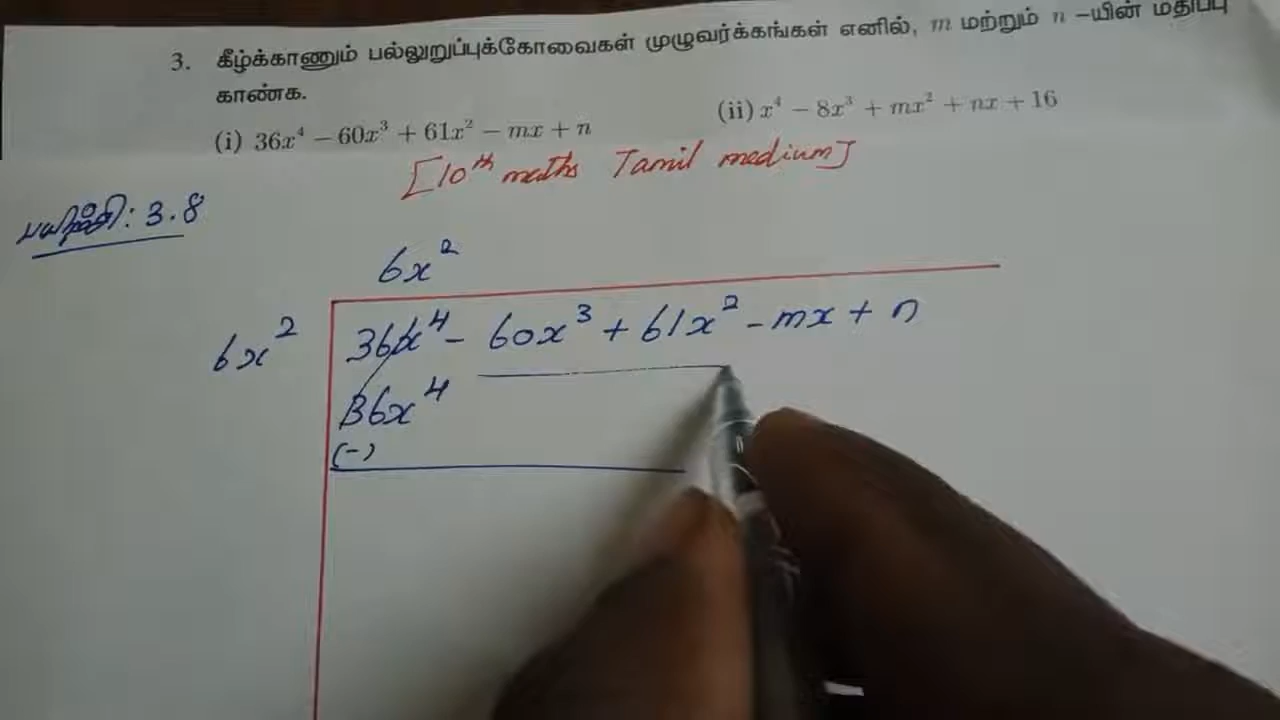 3. கீழ்க்காணும் பல்லுறுப்புக்கோவைகள் முழுவர்க்கங்கள் எனில், m மற்றும் n –யின் மதிப்பு
காண்க.
(i) 36x⁴ − 60x³ + 61x² − mx + n (ii) x⁴ − 8x³ + mx² + nx + 16
[10th maths Tamil medium]
பயிற்சி: 3.8
6x²
6x² 36x⁴ - 60x³ + 61x² - mx + n
36x⁴
(-)